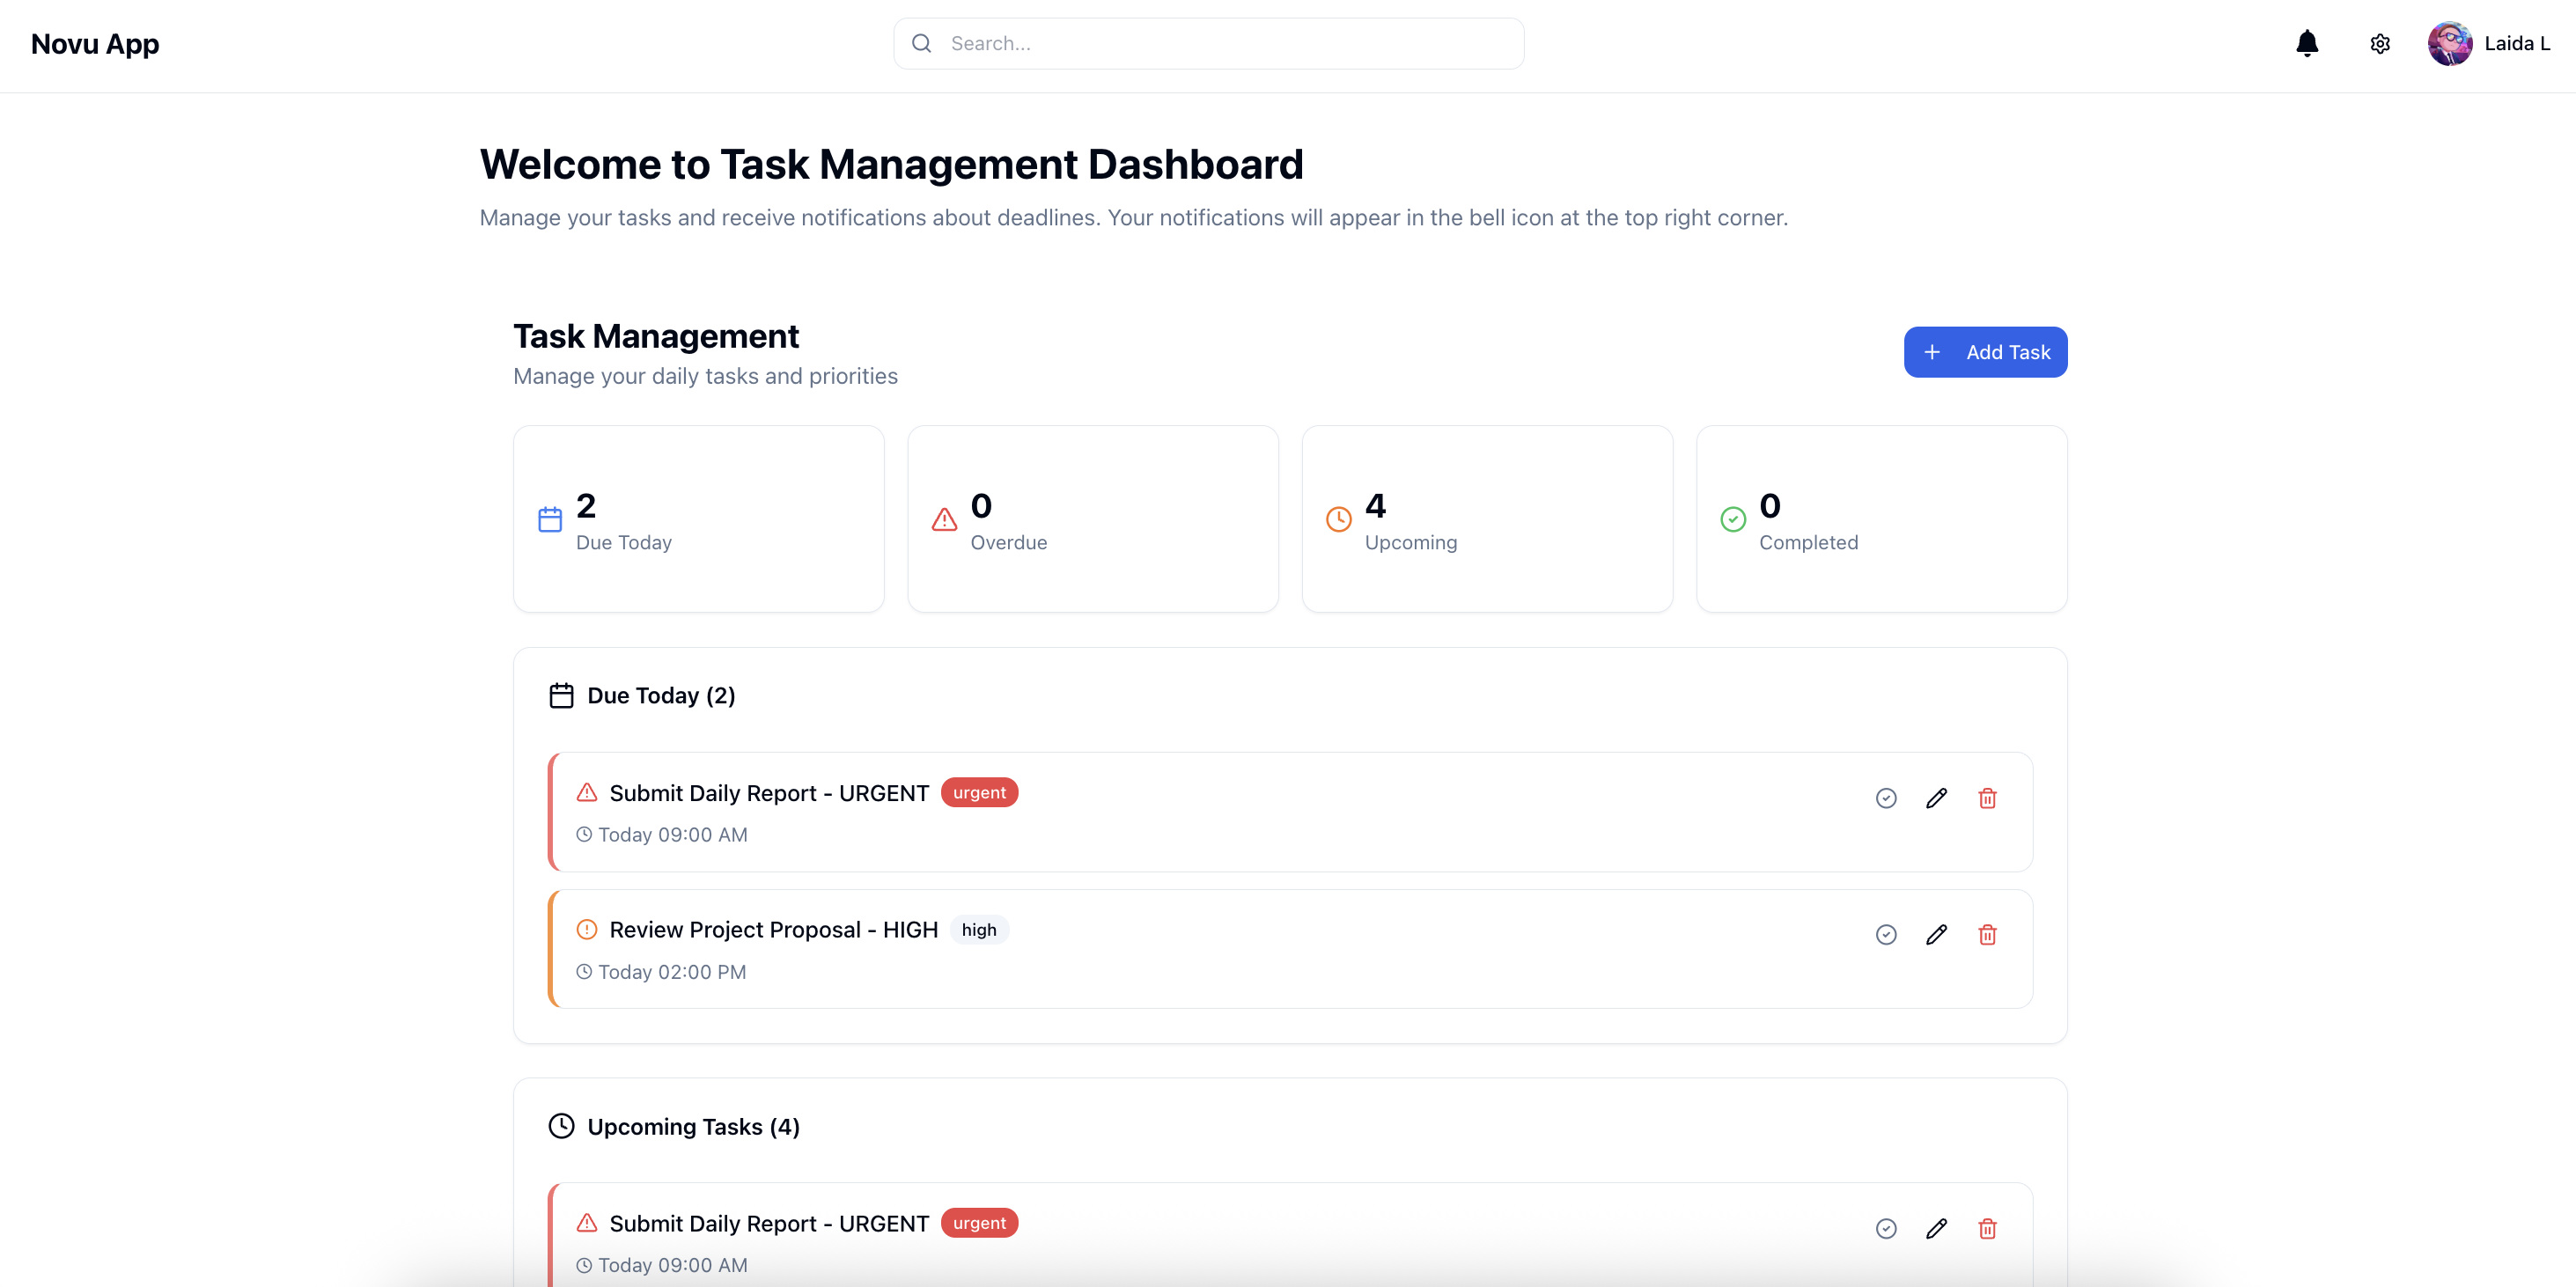 Novu App
Search...
Laida L
Welcome to Task Management Dashboard
Manage your tasks and receive notifications about deadlines. Your notifications will appear in the bell icon at the top right corner.
Task Management
Manage your daily tasks and priorities
Add Task
2
Due Today
0
Overdue
4
Upcoming
0
Completed
Due Today (2)
Submit Daily Report - URGENT urgent
Today 09:00 AM
Review Project Proposal - HIGH high
Today 02:00 PM
Upcoming Tasks (4)
Submit Daily Report - URGENT urgent
Today 09:00 AM